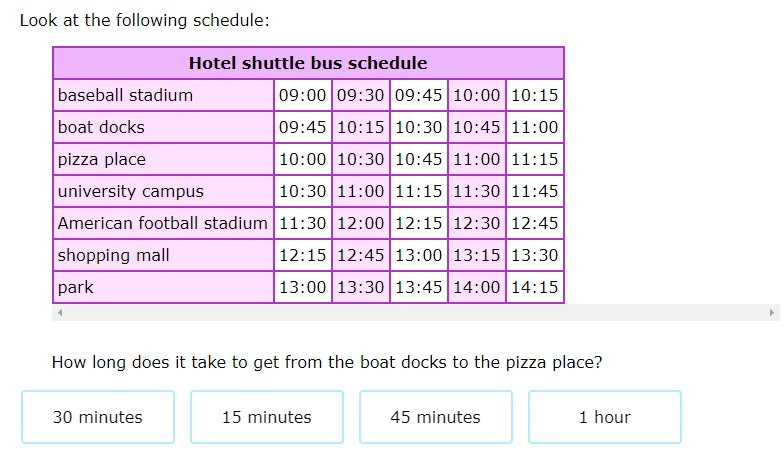 Look at the following schedule:
Hotel shuttle bus schedule
baseball stadium 09:00 09:30 09:45 10:00 10:15
boat docks 09:45 10:15 10:30 10:45 11:00
pizza place 10:00 10:30 10:45 11:00 11:15
university campus 10:30 11:00 11:15 11:30 11:45
American football stadium 11:30 12:00 12:15 12:30 12:45
shopping mall 12:15 12:45 13:00 13:15 13:30
park 13:00 13:30 13:45 14:00 14:15
How long does it take to get from the boat docks to the pizza place?
30 minutes 15 minutes 45 minutes 1 hour